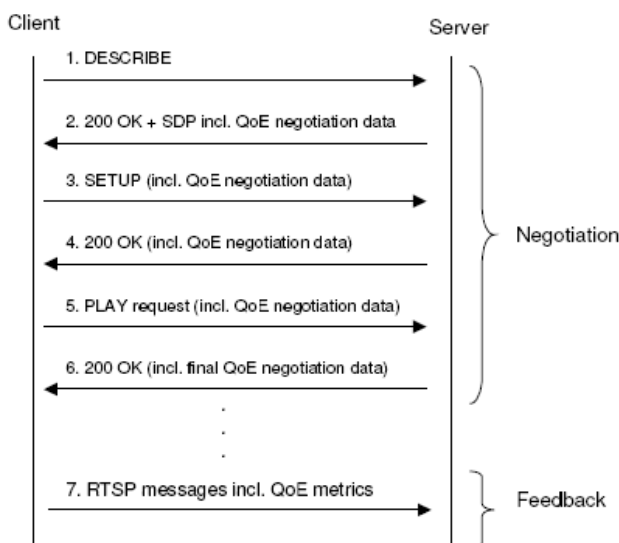 Client
Server
1. DESCRIBE
2. 200 OK + SDP incl. QoE negotiation data
3. SETUP (incl. QoE negotiation data)
4. 200 OK (incl. QoE negotiation data)
Negotiation
5. PLAY request (incl. QoE negotiation data)
6. 200 OK (incl. final QoE negotiation data)
7. RTSP messages incl. QoE metrics
Feedback